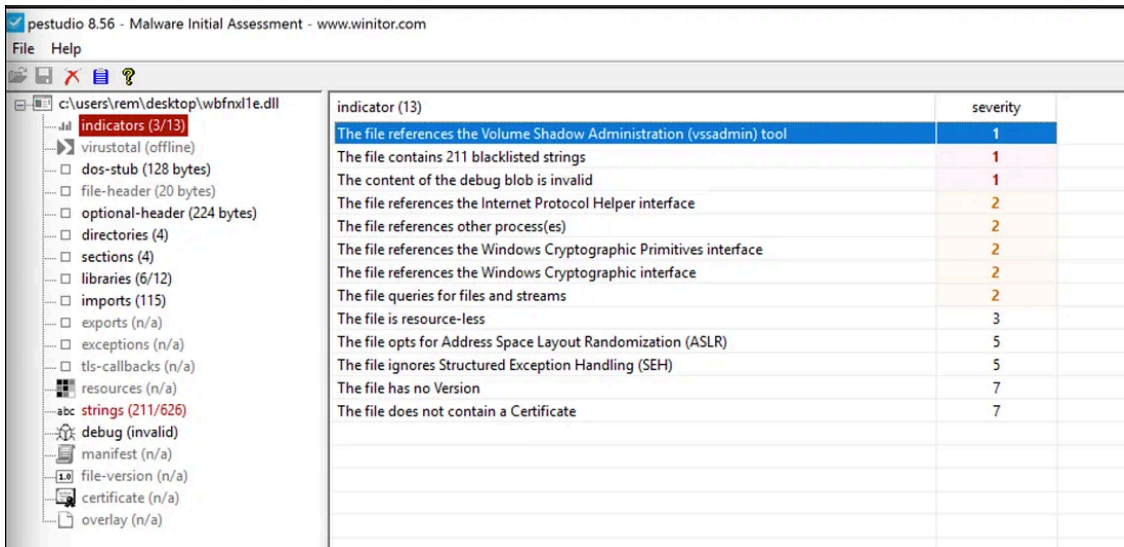 pestudio 8.56 - Malware Initial Assessment - www.winitor.com
File Help
c:\users\rem\desktop\wbfnxl1e.dll
indicators (3/13)
virustotal (offline)
dos-stub (128 bytes)
file-header (20 bytes)
optional-header (224 bytes)
directories (4)
sections (4)
libraries (6/12)
imports (115)
exports (n/a)
exceptions (n/a)
tls-callbacks (n/a)
resources (n/a)
abc strings (211/626)
debug (invalid)
manifest (n/a)
1.0 file-version (n/a)
certificate (n/a)
overlay (n/a)
indicator (13) severity
The file references the Volume Shadow Administration (vssadmin) tool 1
The file contains 211 blacklisted strings 1
The content of the debug blob is invalid 1
The file references the Internet Protocol Helper interface 2
The file references other process(es) 2
The file references the Windows Cryptographic Primitives interface 2
The file references the Windows Cryptographic interface 2
The file queries for files and streams 2
The file is resource-less 3
The file opts for Address Space Layout Randomization (ASLR) 5
The file ignores Structured Exception Handling (SEH) 5
The file has no Version 7
The file does not contain a Certificate 7